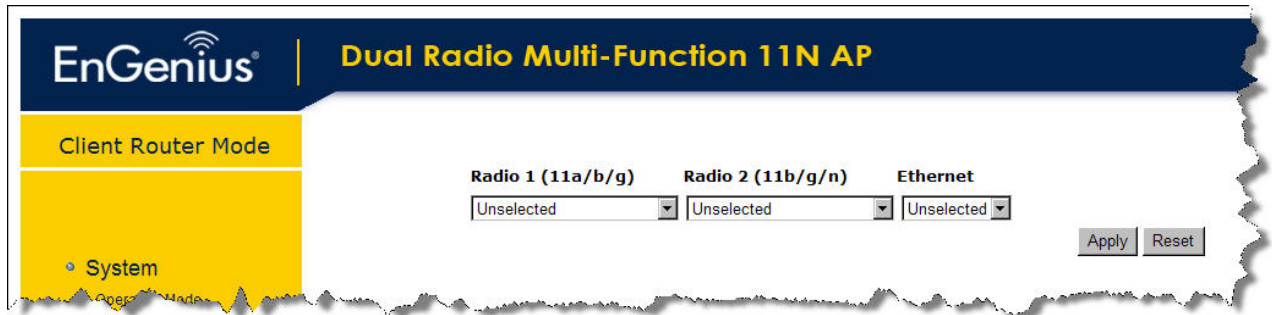 EnGenius®
Dual Radio Multi-Function 11N AP
Client Router Mode
Radio 1 (11a/b/g) Radio 2 (11b/g/n) Ethernet
Unselected Unselected Unselected
Apply Reset
System